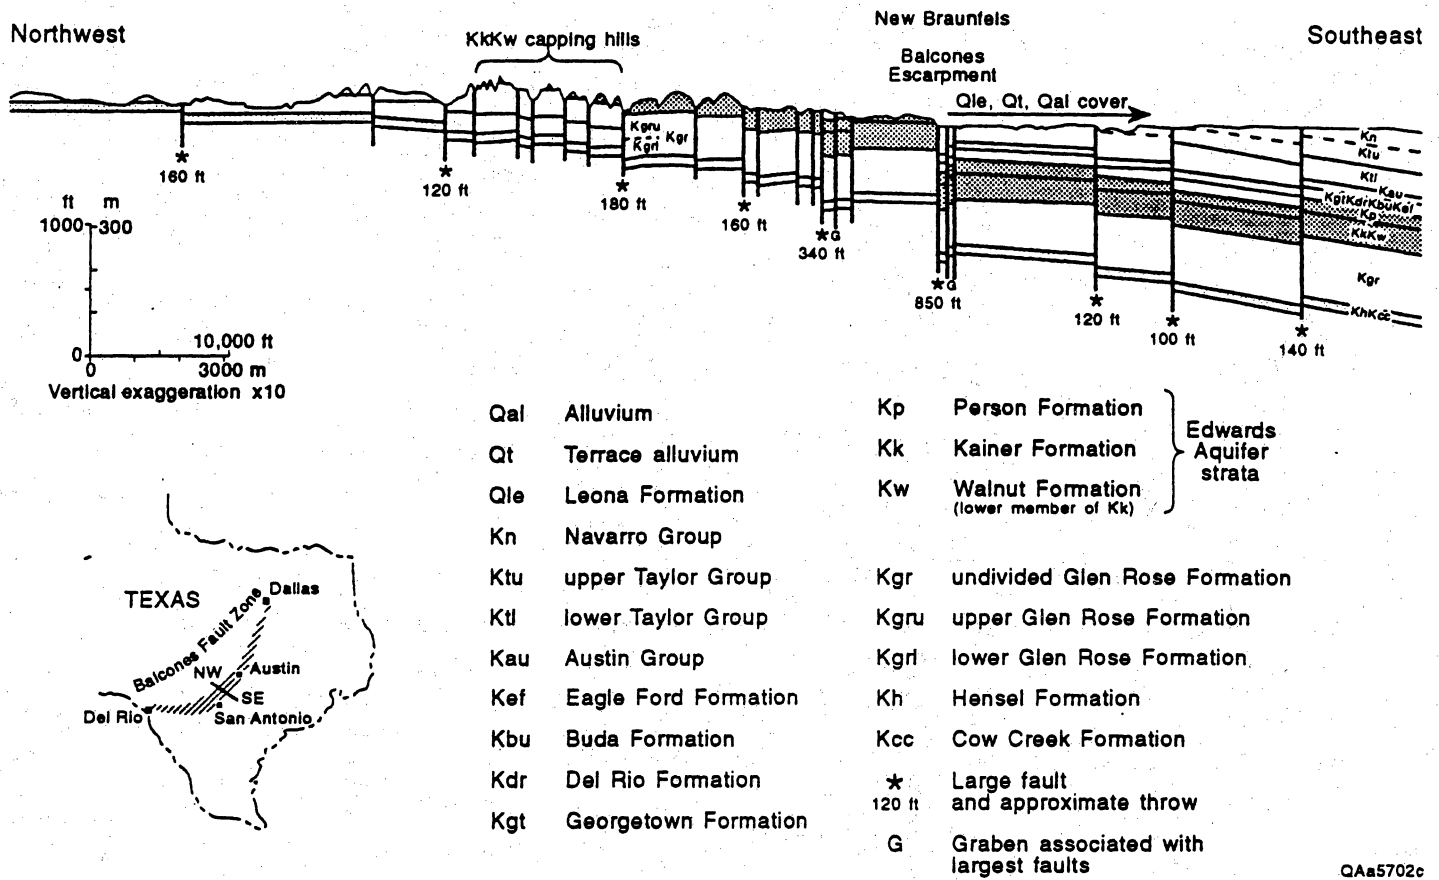 Northwest
KkKw capping hills
New Braunfels
Balcones
Escarpment
Southeast
Qle, Qt, Qal cover
Kgru
Kgrl
Kgr
Kn
Ktu
Ktl
Kau
KgtKdrKbuKef
Kp
KkKw
Kgr
KhKcc
* 160 ft
* 120 ft
* 180 ft
* 160 ft
* G
340 ft
* G
850 ft
* 120 ft
* 100 ft
* 140 ft
ft m
1000 300
0
10,000 ft
0 3000 m
Vertical exaggeration x10
Qal Alluvium
Qt Terrace alluvium
Qle Leona Formation
Kn Navarro Group
Ktu upper Taylor Group
Ktl lower Taylor Group
Kau Austin Group
Kef Eagle Ford Formation
Kbu Buda Formation
Kdr Del Rio Formation
Kgt Georgetown Formation
Kp Person Formation
Kk Kainer Formation
Kw Walnut Formation
(lower member of Kk)
Edwards
Aquifer
strata
Kgr undivided Glen Rose Formation
Kgru upper Glen Rose Formation
Kgrl lower Glen Rose Formation
Kh Hensel Formation
Kcc Cow Creek Formation
* Large fault
120 ft and approximate throw
G Graben associated with
largest faults
TEXAS
Dallas
Balcones Fault Zone
NW
Austin
SE
San Antonio
Del Rio
QAa5702c